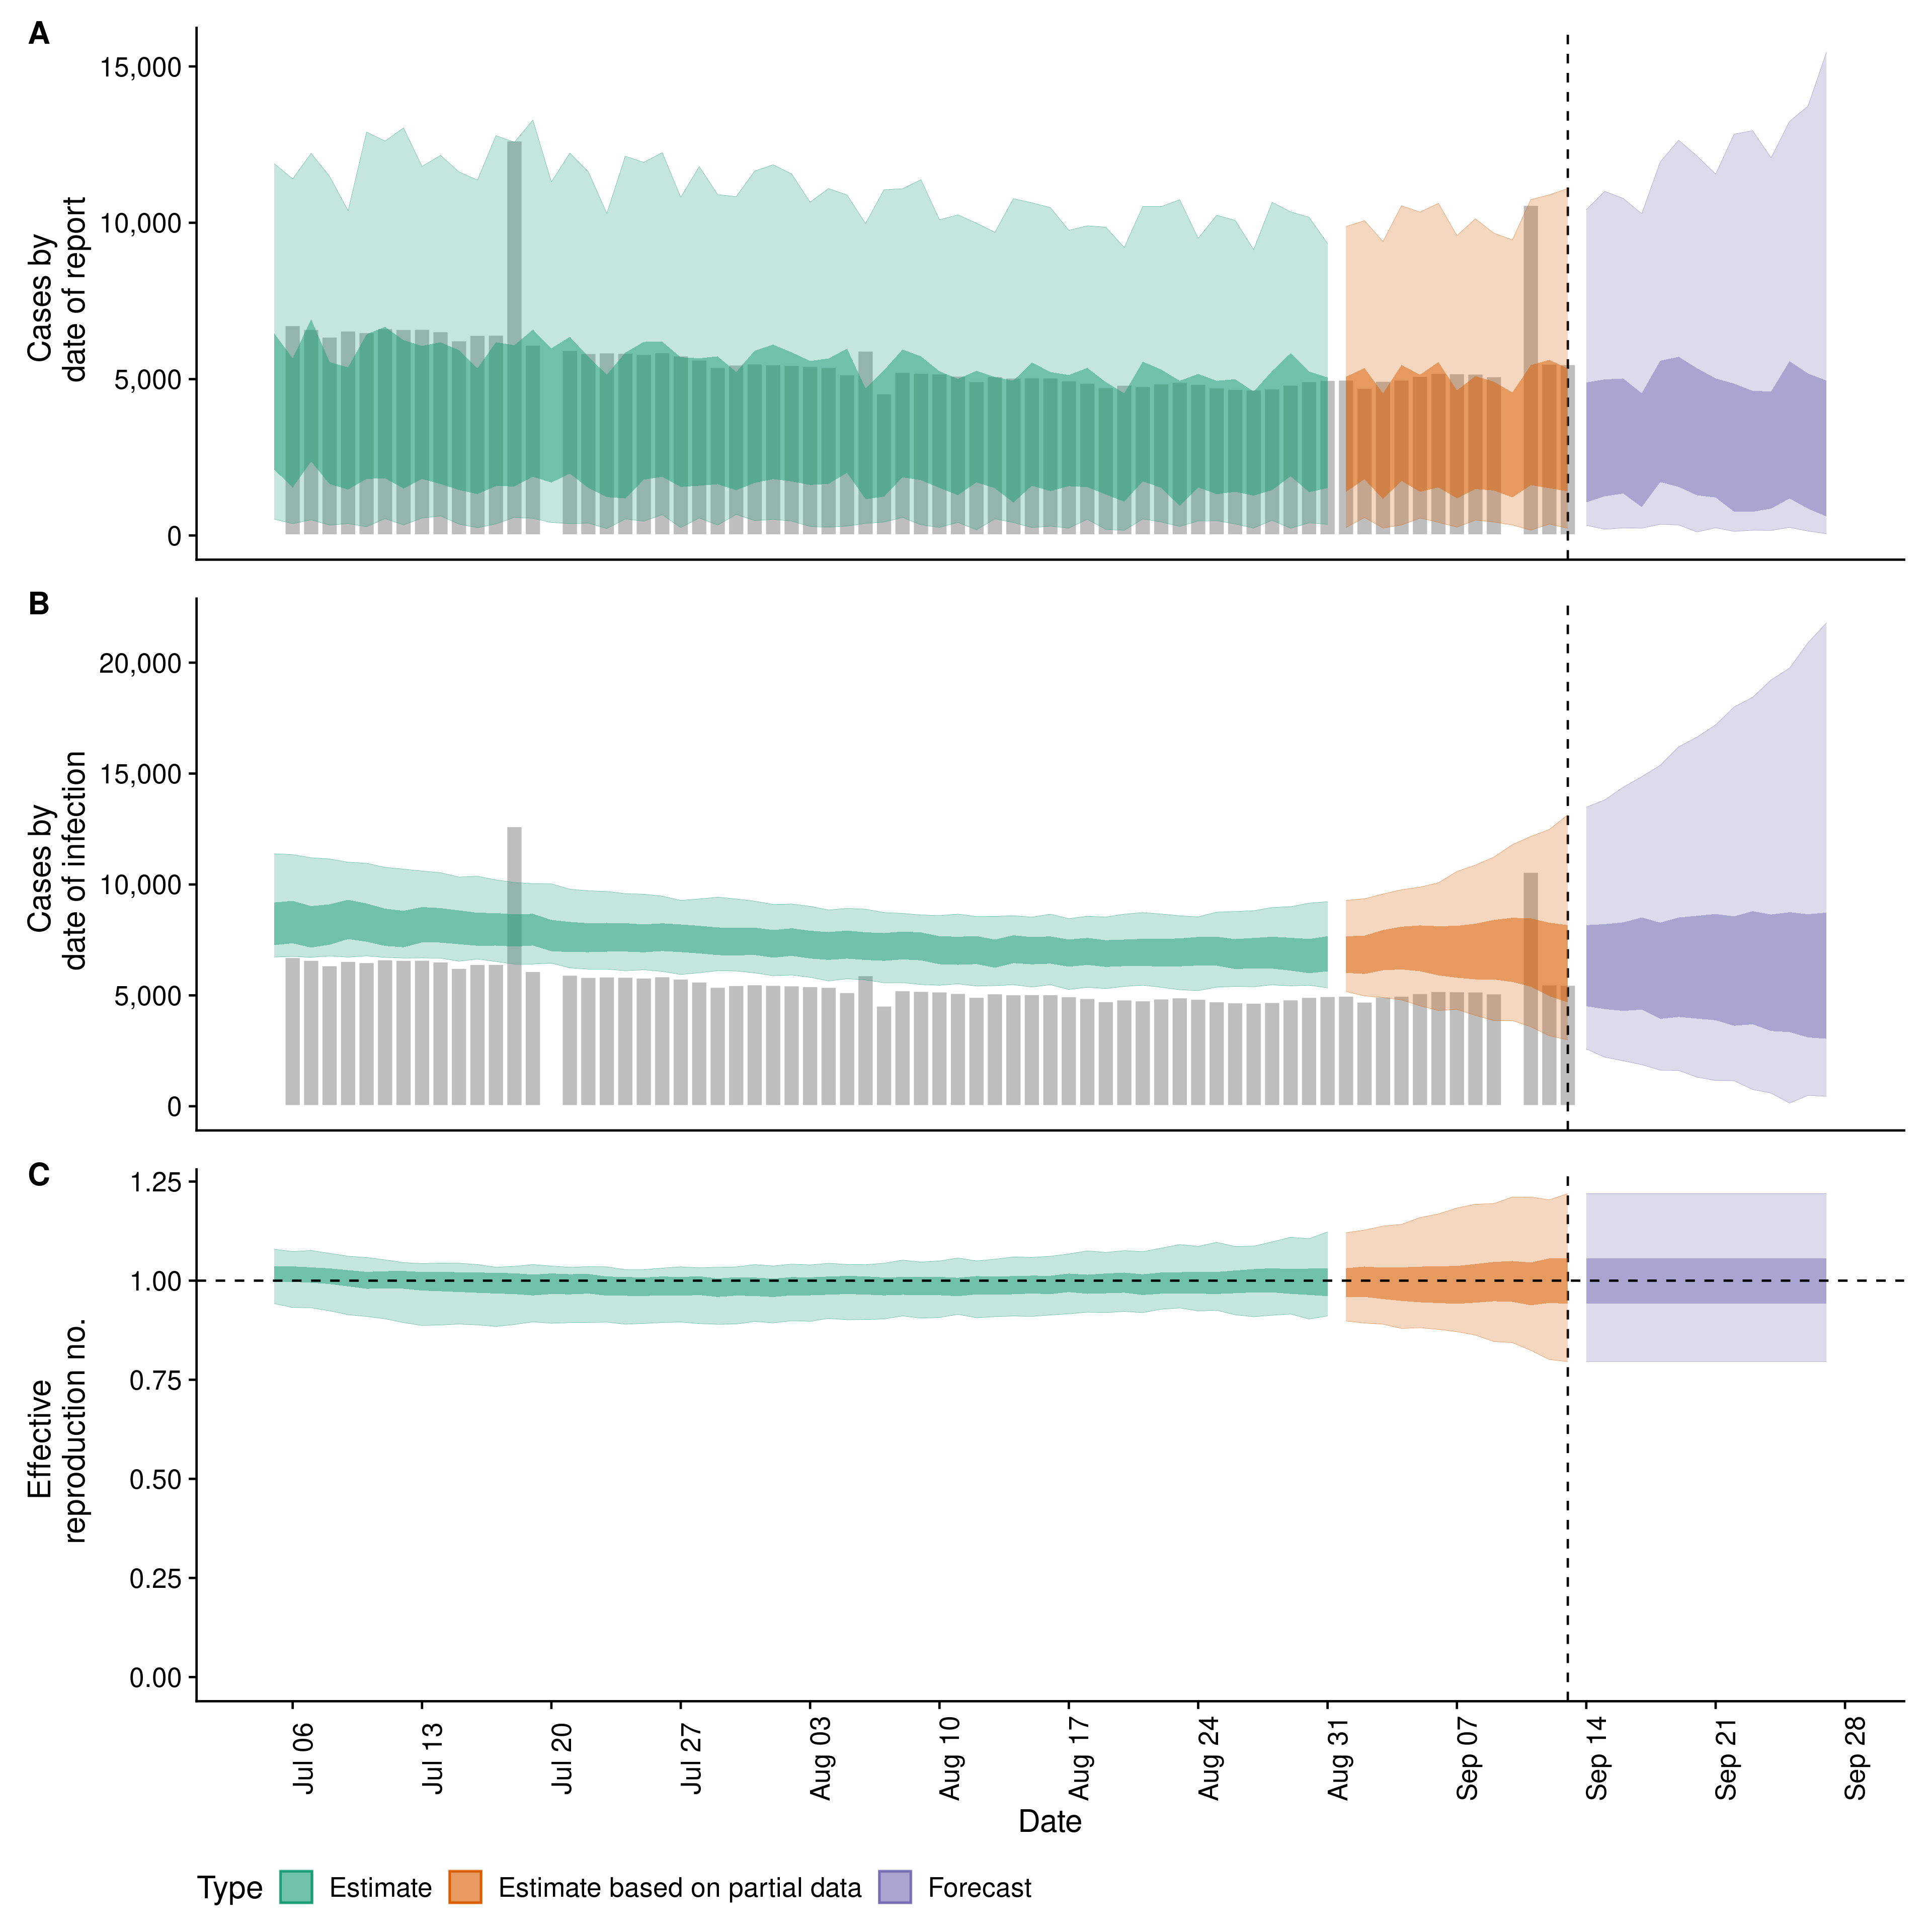 A
Cases by
date of report
15,000
10,000
5,000
0
B
Cases by
date of infection
20,000
15,000
10,000
5,000
0
C
Effective
reproduction no.
1.25
1.00
0.75
0.50
0.25
0.00
Jul 06
Jul 13
Jul 20
Jul 27
Aug 03
Aug 10
Aug 17
Aug 24
Aug 31
Sep 07
Sep 14
Sep 21
Sep 28
Date
Type Estimate Estimate based on partial data Forecast